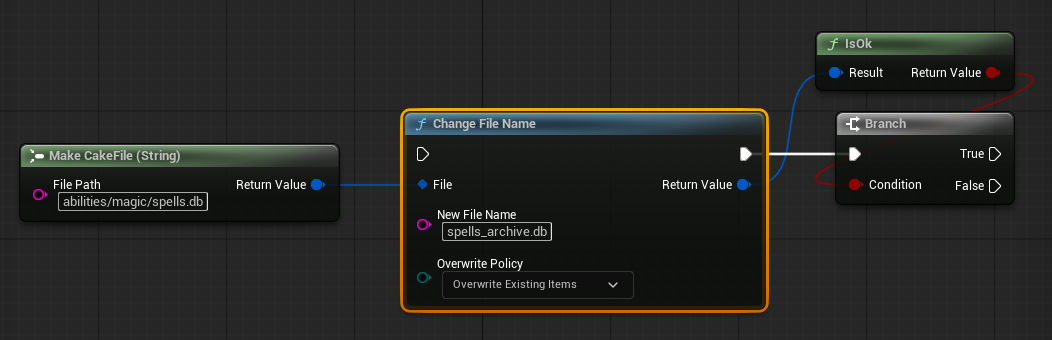 IsOk
Result Return Value
Change File Name
Branch
True
Make CakeFile (String)
File Path Return Value
abilities/magic/spells.db
File Return Value
Condition False
New File Name
spells_archive.db
Overwrite Policy
Overwrite Existing Items